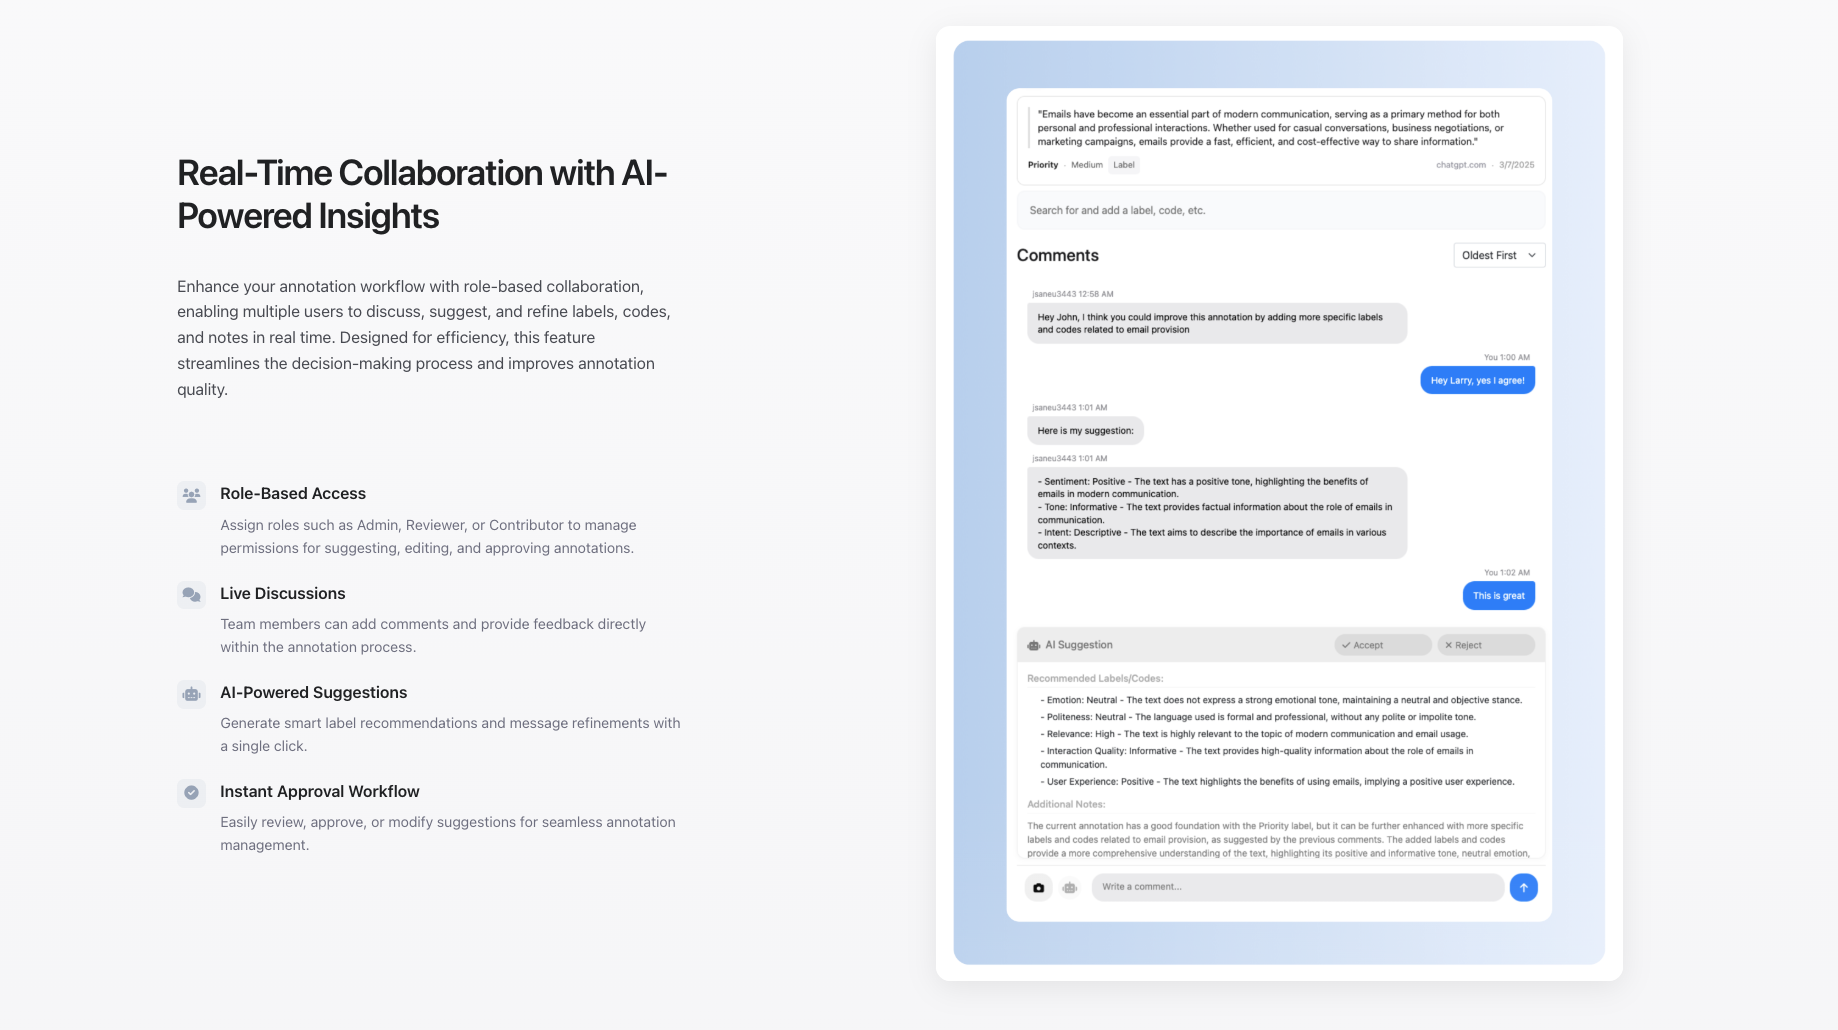 Real-Time Collaboration with AI-
Powered Insights
Enhance your annotation workflow with role-based collaboration,
enabling multiple users to discuss, suggest, and refine labels, codes,
and notes in real time. Designed for efficiency, this feature
streamlines the decision-making process and improves annotation
quality.
Role-Based Access
Assign roles such as Admin, Reviewer, or Contributor to manage
permissions for suggesting, editing, and approving annotations.
Live Discussions
Team members can add comments and provide feedback directly
within the annotation process.
AI-Powered Suggestions
Generate smart label recommendations and message refinements with
a single click.
Instant Approval Workflow
Easily review, approve, or modify suggestions for seamless annotation
management.
"Emails have become an essential part of modern communication, serving as a primary method for both
personal and professional interactions. Whether used for casual conversations, business negotiations, or
marketing campaigns, emails provide a fast, efficient, and cost-effective way to share information."
Priority · Medium Label chatgpt.com · 3/7/2025
Search for and add a label, code, etc.
Comments Oldest First
jsaneu3443 12:58 AM
Hey John, I think you could improve this annotation by adding more specific labels
and codes related to email provision
You 1:00 AM
Hey Larry, yes I agree!
jsaneu3443 1:01 AM
Here is my suggestion:
jsaneu3443 1:01 AM
- Sentiment: Positive - The text has a positive tone, highlighting the benefits of
emails in modern communication.
- Tone: Informative - The text provides factual information about the role of emails in
communication.
- Intent: Descriptive - The text aims to describe the importance of emails in various
contexts.
You 1:02 AM
This is great
AI Suggestion Accept Reject
Recommended Labels/Codes:
- Emotion: Neutral - The text does not express a strong emotional tone, maintaining a neutral and objective stance.
- Politeness: Neutral - The language used is formal and professional, without any polite or impolite tone.
- Relevance: High - The text is highly relevant to the topic of modern communication and email usage.
- Interaction Quality: Informative - The text provides high-quality information about the role of emails in
communication.
- User Experience: Positive - The text highlights the benefits of using emails, implying a positive user experience.
Additional Notes:
The current annotation has a good foundation with the Priority label, but it can be further enhanced with more specific
labels and codes related to email provision, as suggested by the previous comments. The added labels and codes
provide a more comprehensive understanding of the text, highlighting its positive and informative tone, neutral emotion,
Write a comment...